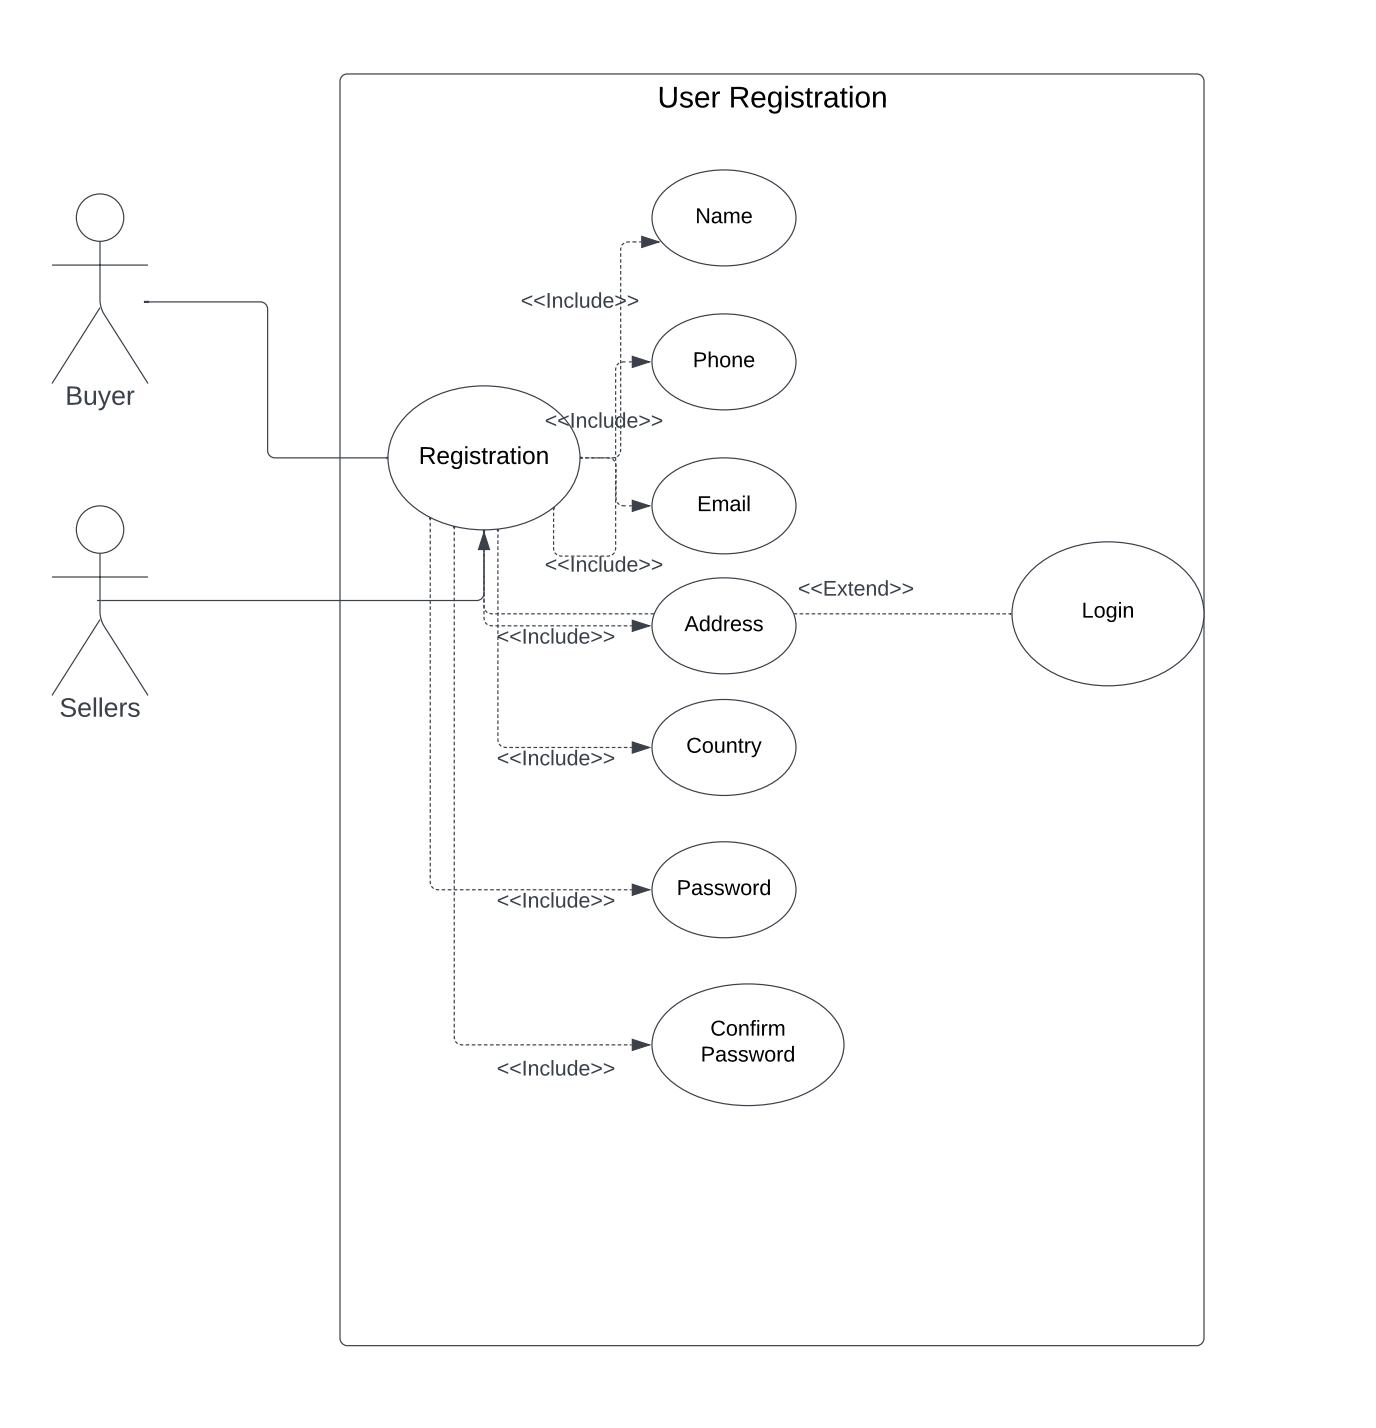 User Registration
Name
<<Include>>
Phone
Buyer
<<Include>>
Registration
Email
<<Include>>
<<Extend>>
Login
Address
<<Include>>
Sellers
Country
<<Include>>
Password
<<Include>>
Confirm
Password
<<Include>>